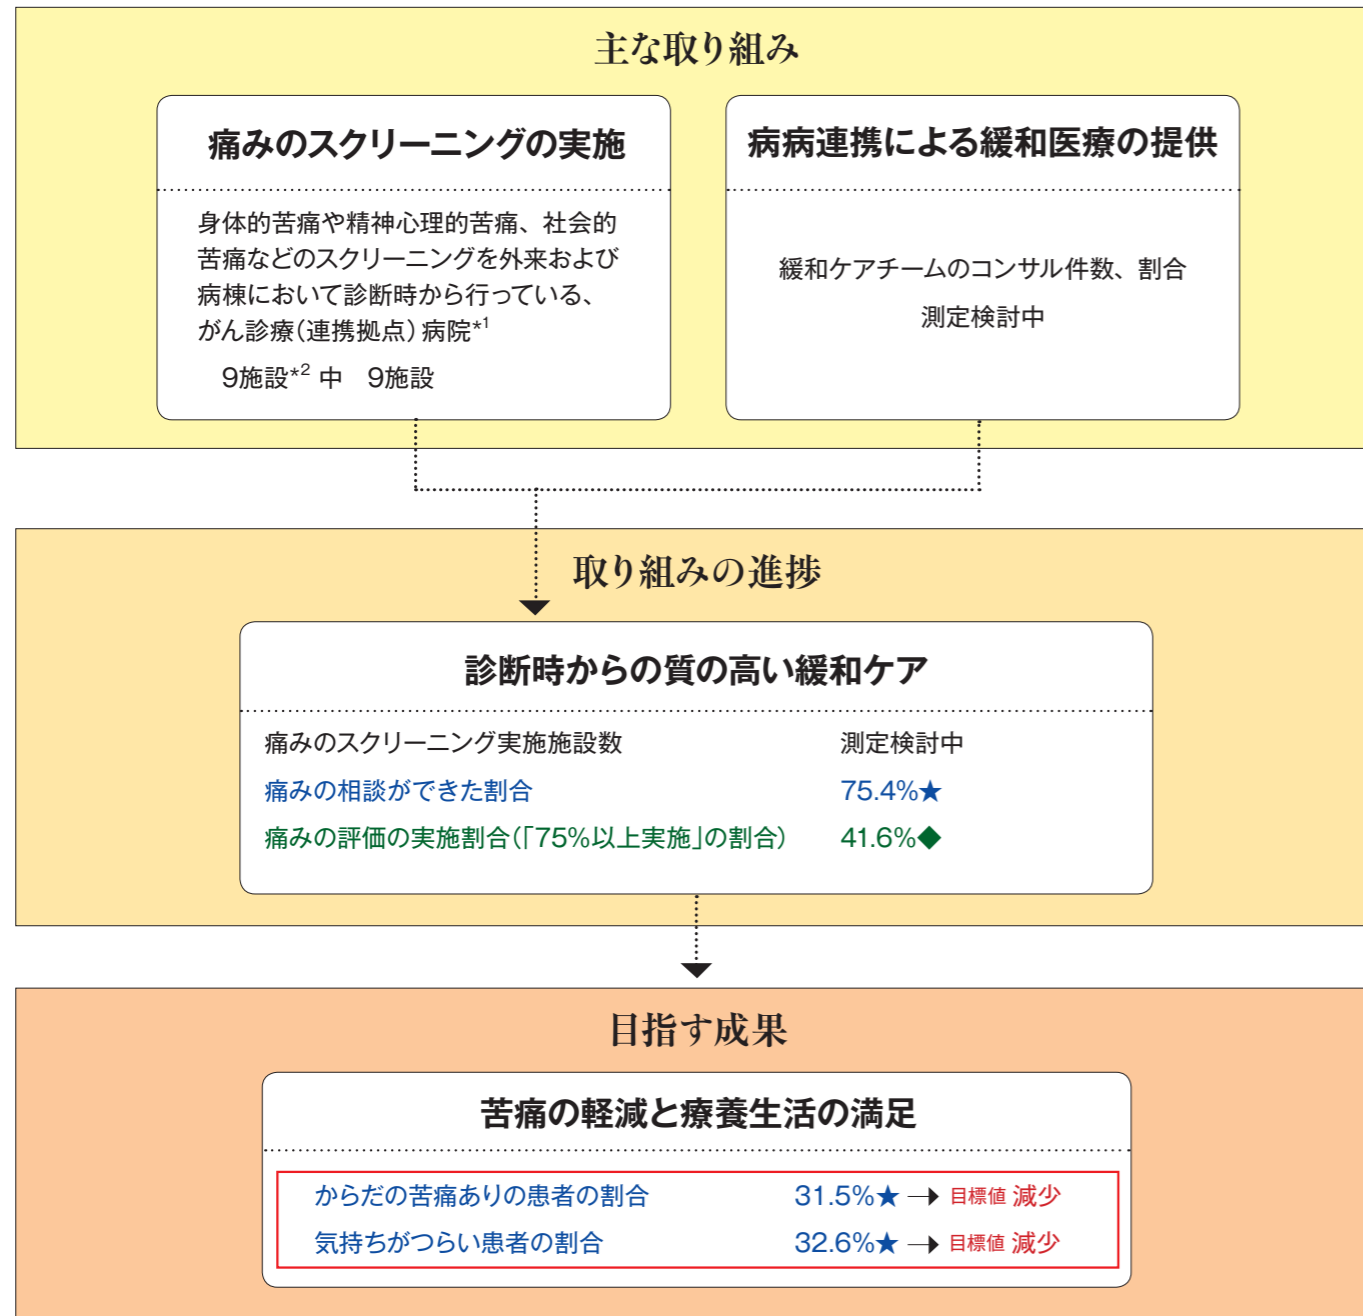 主な取り組み
痛みのスクリーニングの実施
身体的苦痛や精神心理的苦痛、社会的
苦痛などのスクリーニングを外来および
病棟において診断時から行っている、
がん診療(連携拠点)病院*1
9施設*2 中 9施設
病病連携による緩和医療の提供
緩和ケアチームのコンサル件数、割合
測定検討中
取り組みの進捗
診断時からの質の高い緩和ケア
痛みのスクリーニング実施施設数 測定検討中
痛みの相談ができた割合 75.4%★
痛みの評価の実施割合(「75%以上実施」の割合) 41.6%◆
目指す成果
苦痛の軽減と療養生活の満足
からだの苦痛ありの患者の割合 31.5%★ → 目標値 減少
気持ちがつらい患者の割合 32.6%★ → 目標値 減少